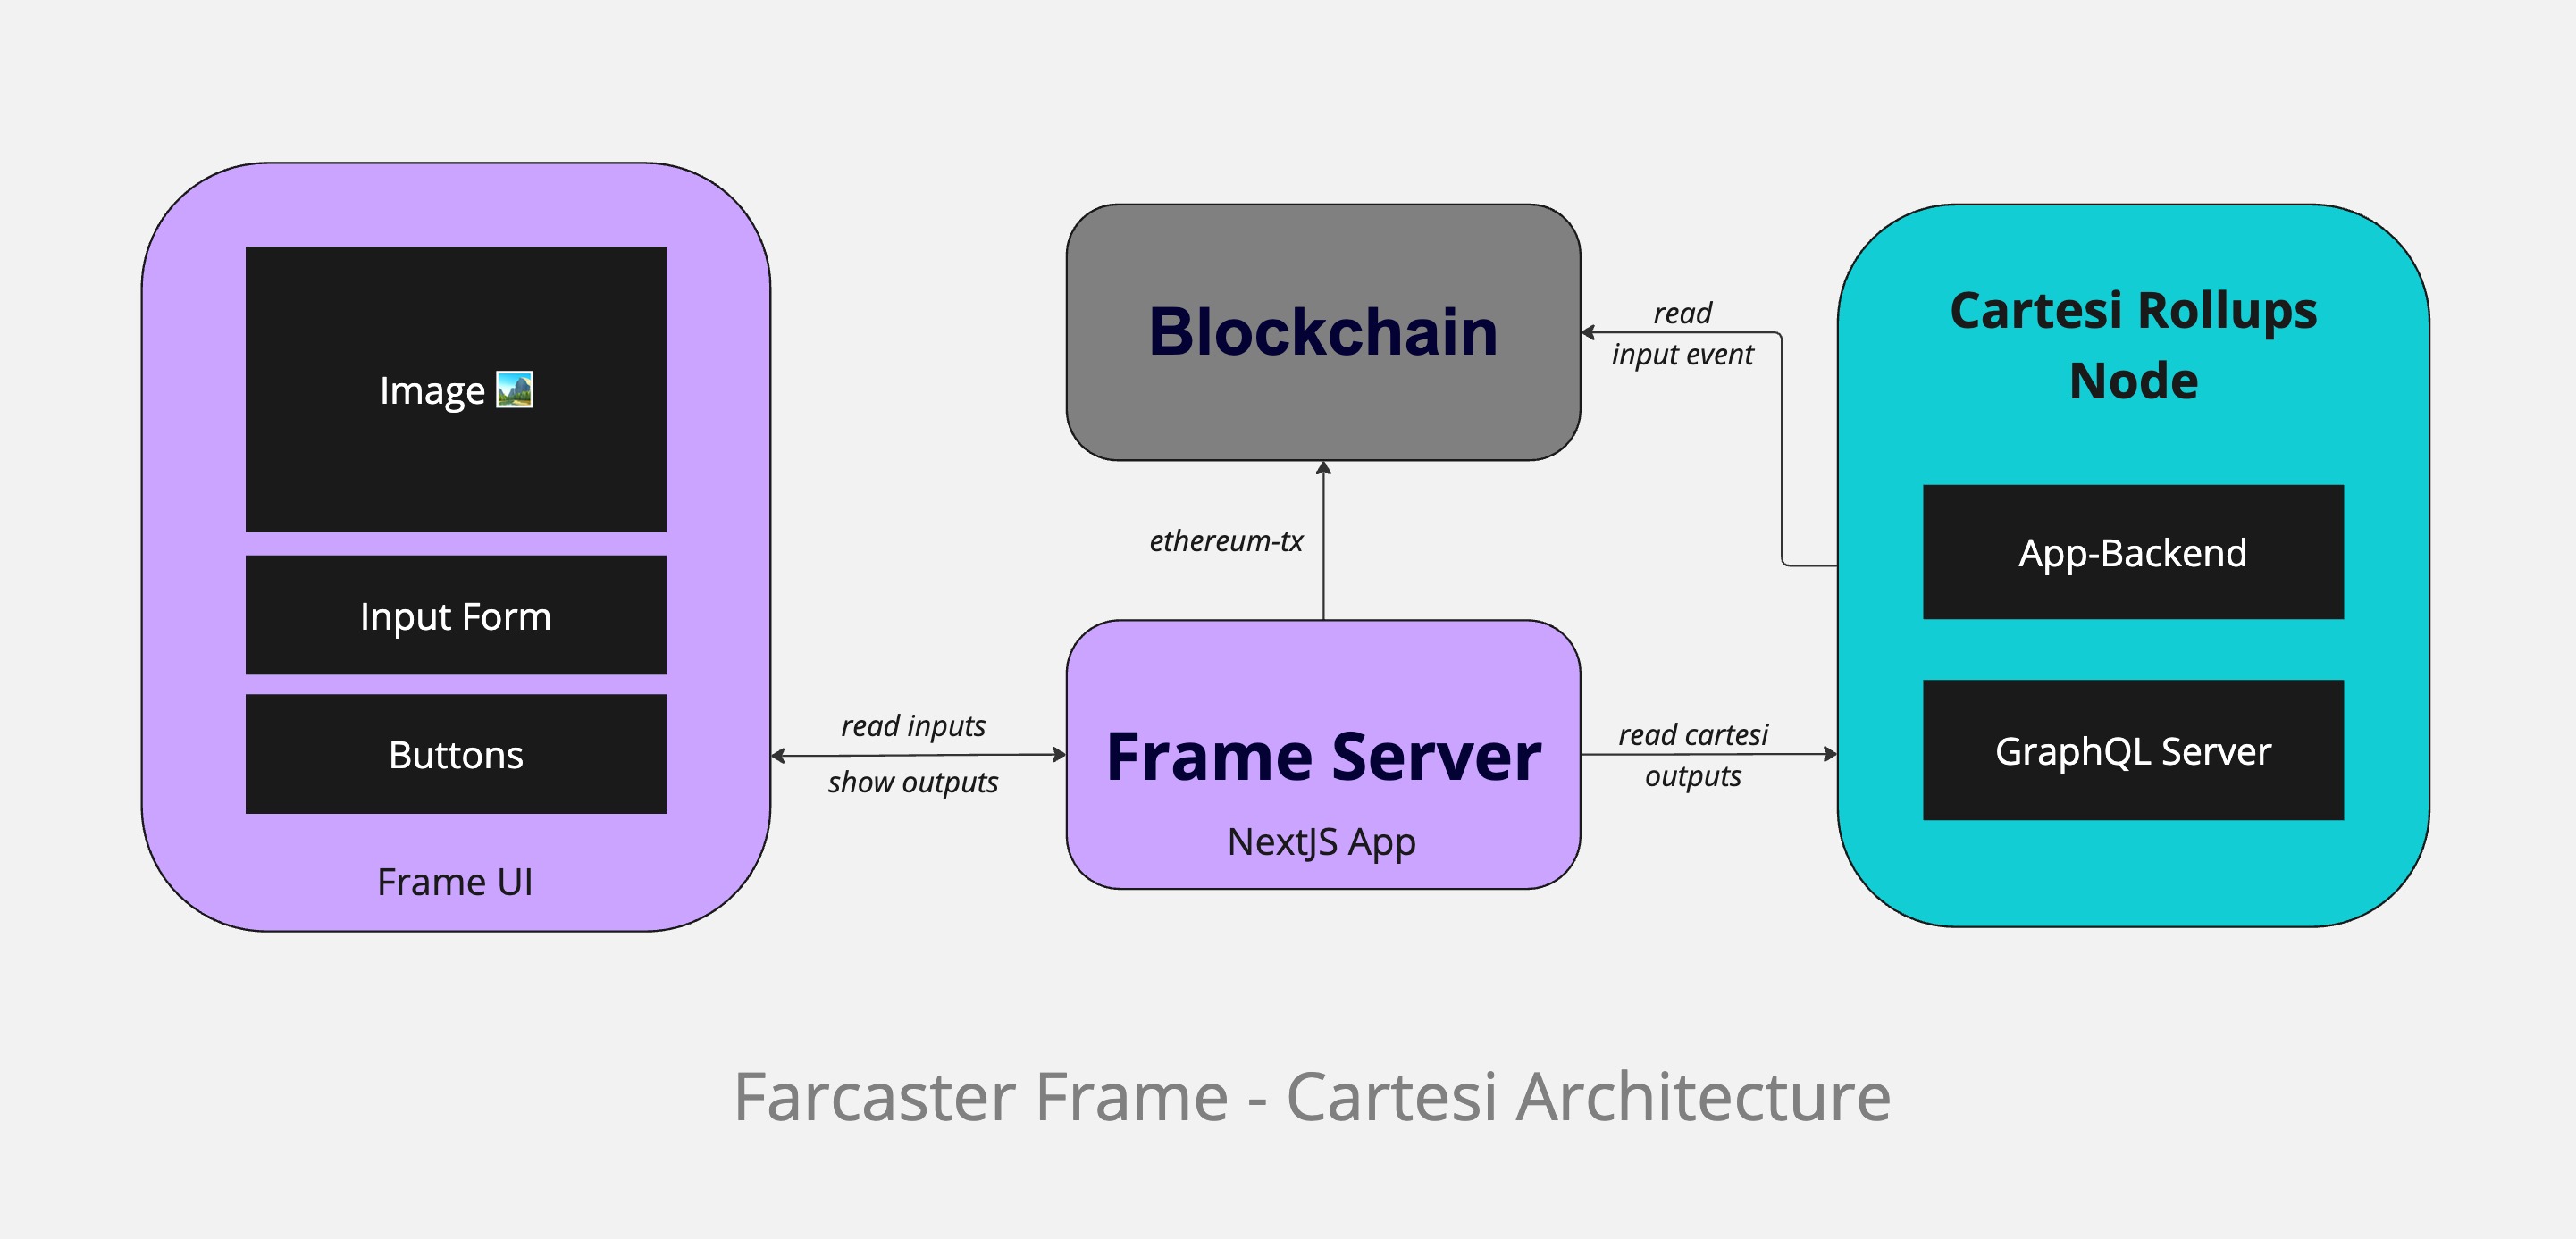 Image
Input Form
Buttons
Frame UI
read inputs
show outputs
Blockchain
ethereum-tx
Frame Server
NextJS App
read
input event
read cartesi
outputs
Cartesi Rollups
Node
App-Backend
GraphQL Server
Farcaster Frame - Cartesi Architecture